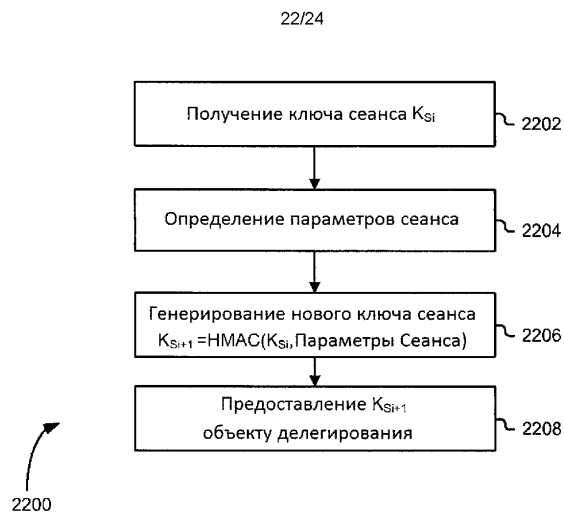 22/24
Получение ключа сеанса K_Si
2202
Определение параметров сеанса
2204
Генерирование нового ключа сеанса
K_Si+1 =HMAC(K_Si,Параметры Сеанса)
2206
Предоставление K_Si+1
объекту делегирования
2208
2200